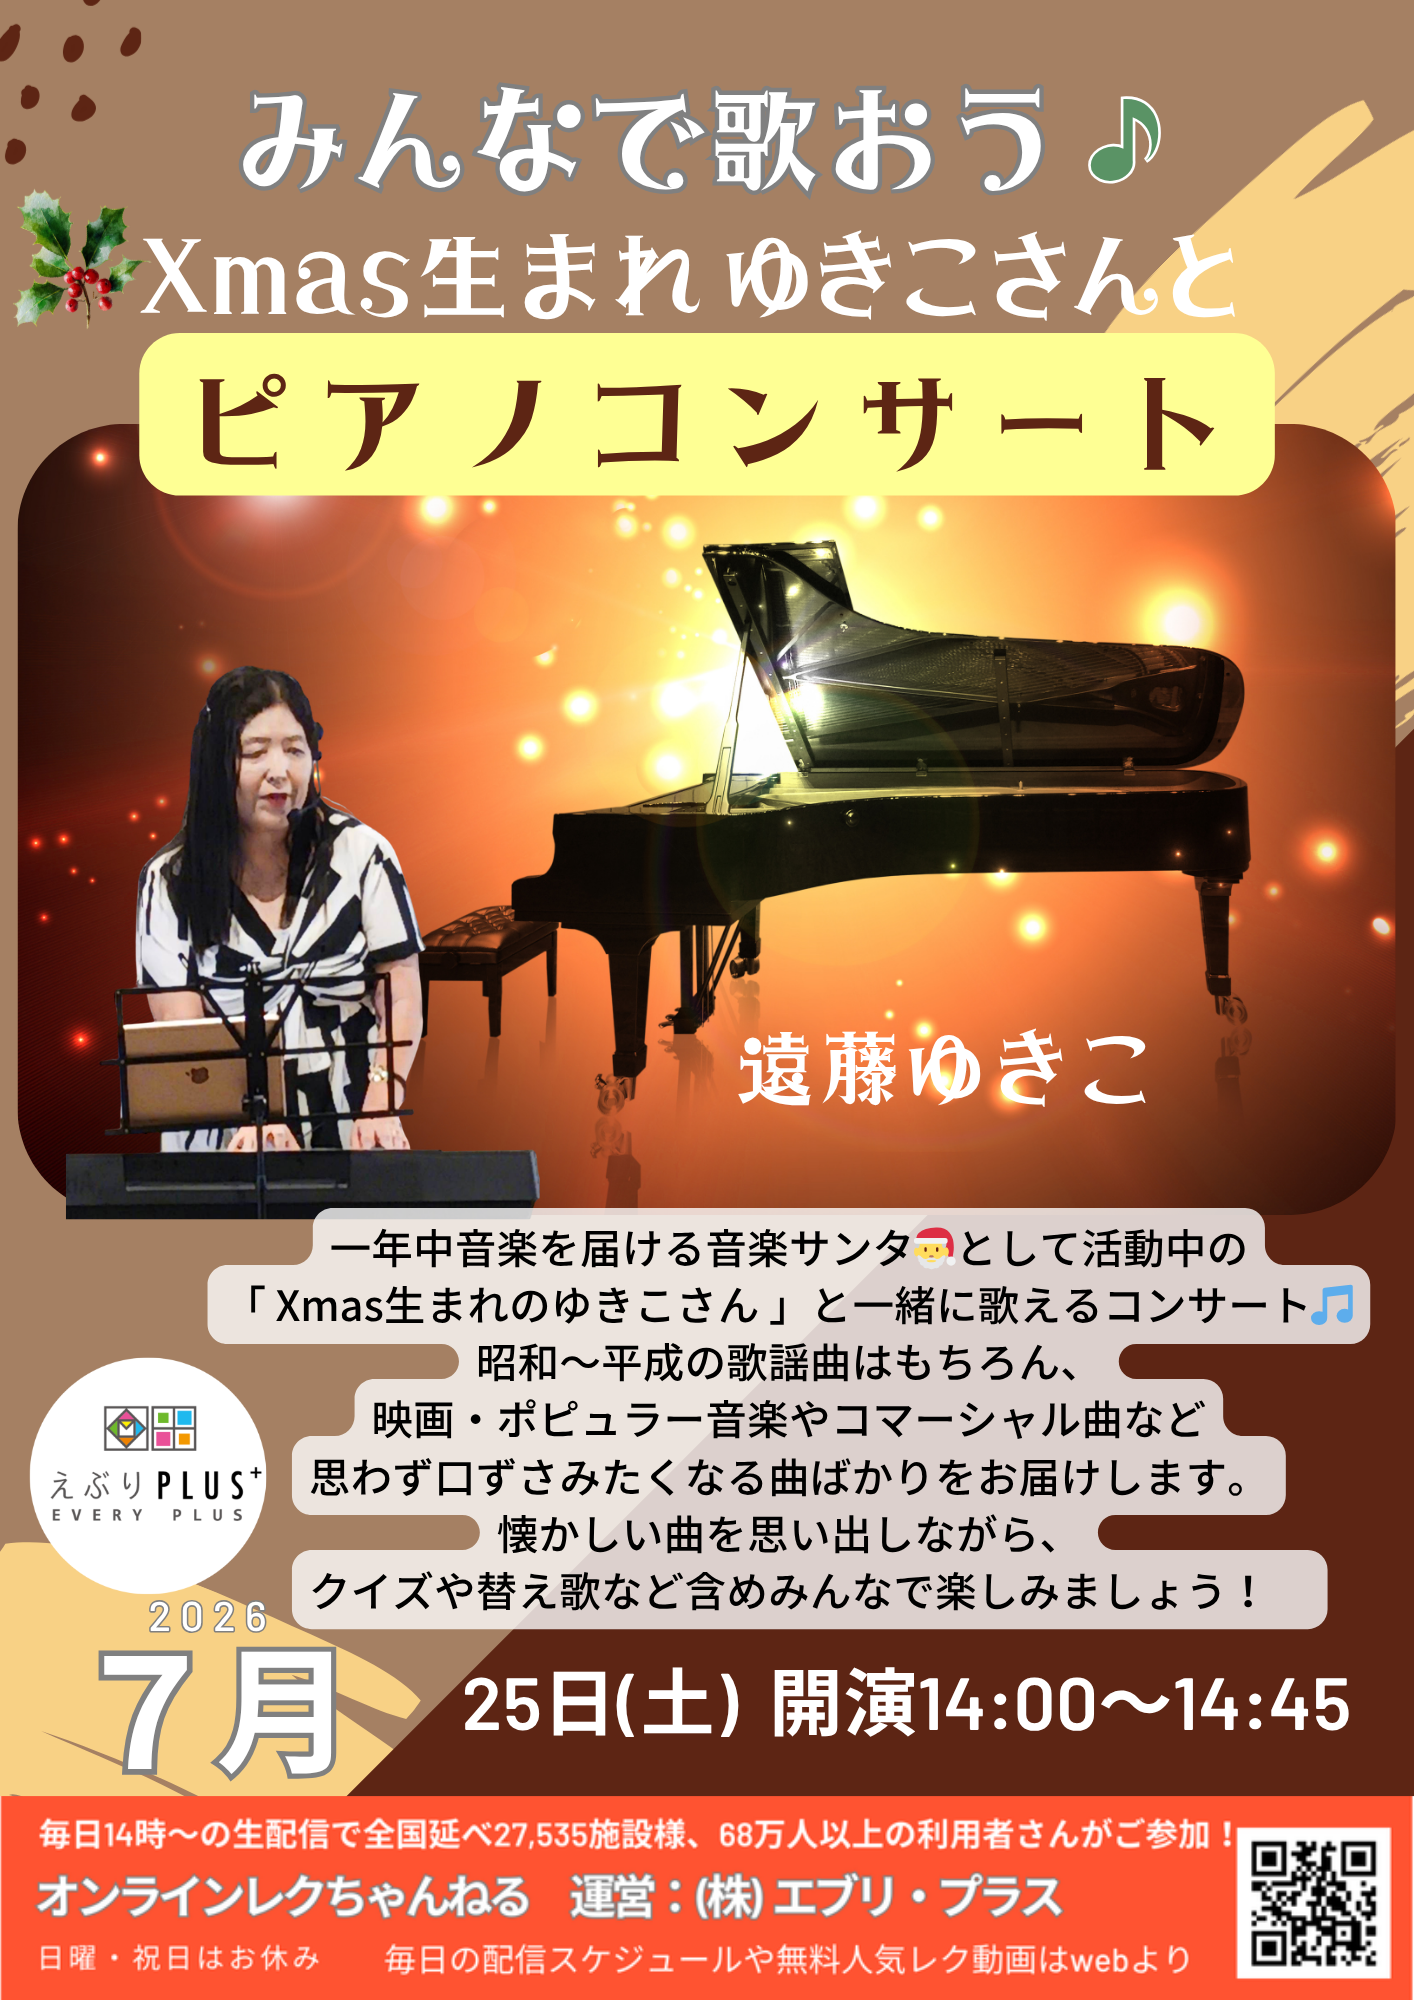 みんなで歌おう♪
Xmas生まれ ゆきこさんと
ピアノコンサート
遠藤ゆきこ
一年中音楽を届ける音楽サンタ🎅として活動中の
「 Xmas生まれのゆきこさん 」と一緒に歌えるコンサート🎵
昭和〜平成の歌謡曲はもちろん、
映画・ポピュラー音楽やコマーシャル曲など
思わず口ずさみたくなる曲ばかりをお届けします。
懐かしい曲を思い出しながら、
クイズや替え歌など含めみんなで楽しみましょう！
えぶりPLUS+
EVERY PLUS
2026
7月
25日(土) 開演14:00〜14:45
毎日14時〜の生配信で全国延べ27,535施設様、68万人以上の利用者さんがご参加！
オンラインレクちゃんねる　運営：(株) エブリ・プラス
日曜・祝日はお休み　毎日の配信スケジュールや無料人気レク動画はwebより